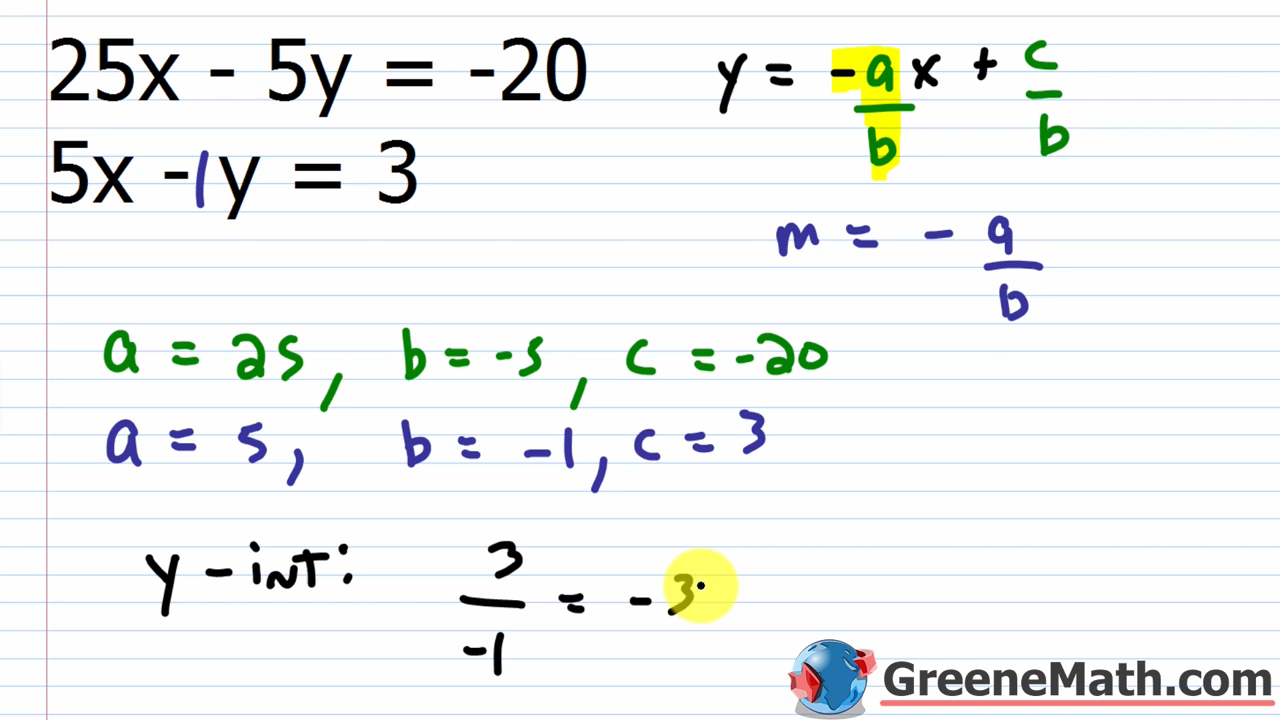 25x - 5y = -20
5x -1y = 3
y = -a/b x + c/b
m = - a/b
a = 25, b = -5, c = -20
a = 5, b = -1, c = 3
y - int: 3/-1 = -3
GreeneMath.com